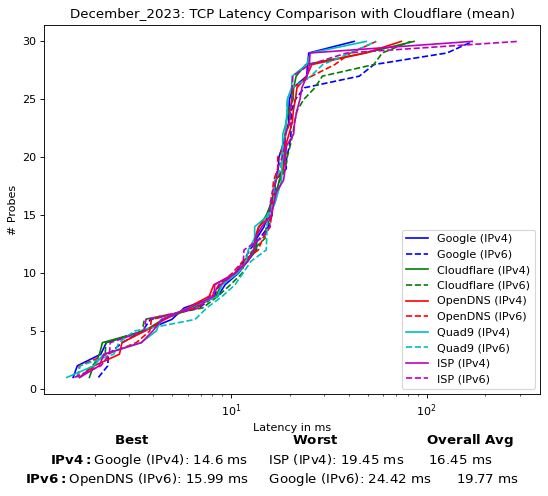 December_2023: TCP Latency Comparison with Cloudflare (mean)
30
25
20
15
10
5
0
# Probes
Google (IPv4)
Google (IPv6)
Cloudflare (IPv4)
Cloudflare (IPv6)
OpenDNS (IPv4)
OpenDNS (IPv6)
Quad9 (IPv4)
Quad9 (IPv6)
ISP (IPv4)
ISP (IPv6)
10¹ 10²
Latency in ms
Best Worst Overall Avg
IPv4: Google (IPv4): 14.6 ms ISP (IPv4): 19.45 ms 16.45 ms
IPv6: OpenDNS (IPv6): 15.99 ms Google (IPv6): 24.42 ms 19.77 ms